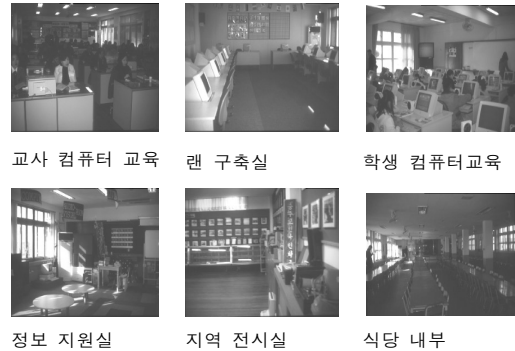 교사 컴퓨터 교육
랜 구축실
학생 컴퓨터교육
정보 지원실
지역 전시실
식당 내부